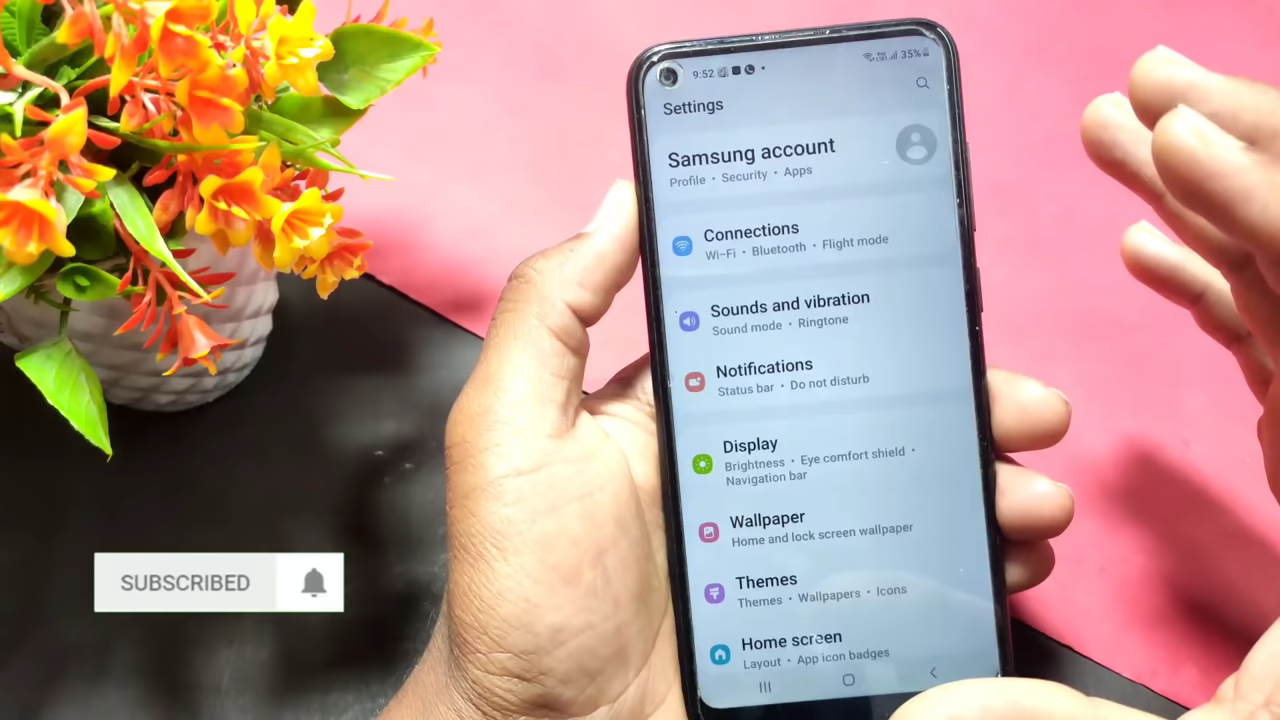 9:52
35%
Settings
Samsung account
Profile • Security • Apps
Connections
Wi-Fi • Bluetooth • Flight mode
Sounds and vibration
Sound mode • Ringtone
Notifications
Status bar • Do not disturb
Display
Brightness • Eye comfort shield •
Navigation bar
Wallpaper
Home and lock screen wallpaper
Themes
Themes • Wallpapers • Icons
Home screen
Layout • App icon badges
SUBSCRIBED